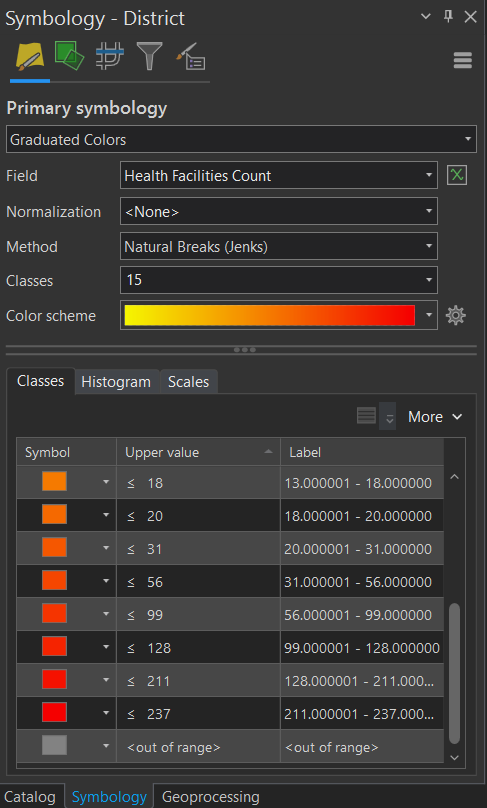 Symbology - District
Primary symbology
Graduated Colors
Field Health Facilities Count
Normalization <None>
Method Natural Breaks (Jenks)
Classes 15
Color scheme
Classes Histogram Scales
More
Symbol Upper value Label
≤ 18 13.000001 - 18.000000
≤ 20 18.000001 - 20.000000
≤ 31 20.000001 - 31.000000
≤ 56 31.000001 - 56.000000
≤ 99 56.000001 - 99.000000
≤ 128 99.000001 - 128.000000
≤ 211 128.000001 - 211.000...
≤ 237 211.000001 - 237.000...
<out of range> <out of range>
Catalog Symbology Geoprocessing